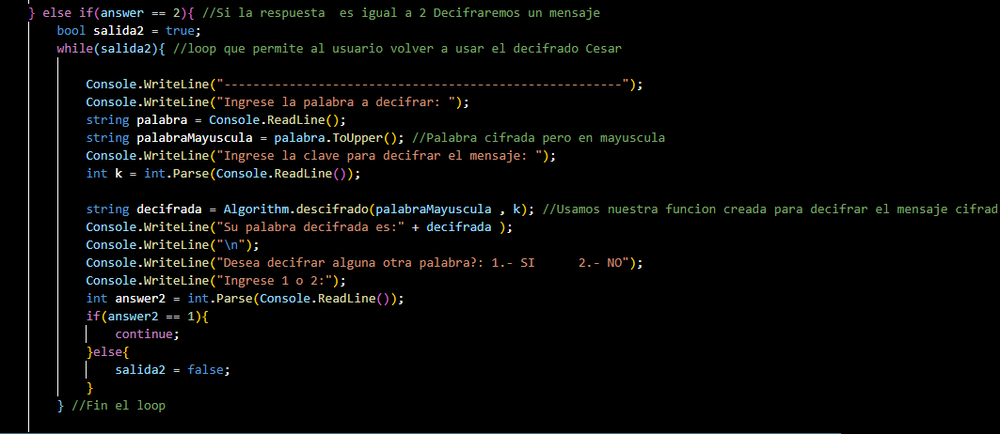 } else if(answer == 2){ //Si la respuesta  es igual a 2 Decifraremos un mensaje
bool salida2 = true;
while(salida2){ //loop que permite al usuario volver a usar el decifrado Cesar
Console.WriteLine("-------------------------------------------------------");
Console.WriteLine("Ingrese la palabra a decifrar: ");
string palabra = Console.ReadLine();
string palabraMayuscula = palabra.ToUpper(); //Palabra cifrada pero en mayuscula
Console.WriteLine("Ingrese la clave para decifrar el mensaje: ");
int k = int.Parse(Console.ReadLine());
string decifrada = Algorithm.descifrado(palabraMayuscula , k); //Usamos nuestra funcion creada para decifrar el mensaje cifrad
Console.WriteLine("Su palabra decifrada es:" + decifrada );
Console.WriteLine("\n");
Console.WriteLine("Desea decifrar alguna otra palabra?: 1.- SI      2.- NO");
Console.WriteLine("Ingrese 1 o 2:");
int answer2 = int.Parse(Console.ReadLine());
if(answer2 == 1){
continue;
}else{
salida2 = false;
}
} //Fin el loop